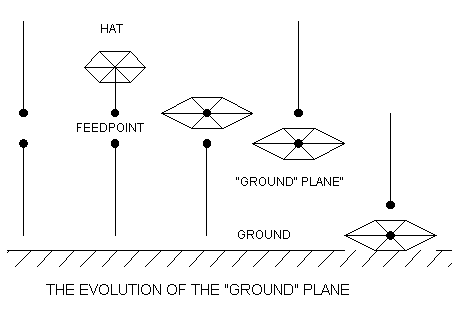 HAT
FEEDPOINT
"GROUND" PLANE"
GROUND
THE EVOLUTION OF THE "GROUND" PLANE